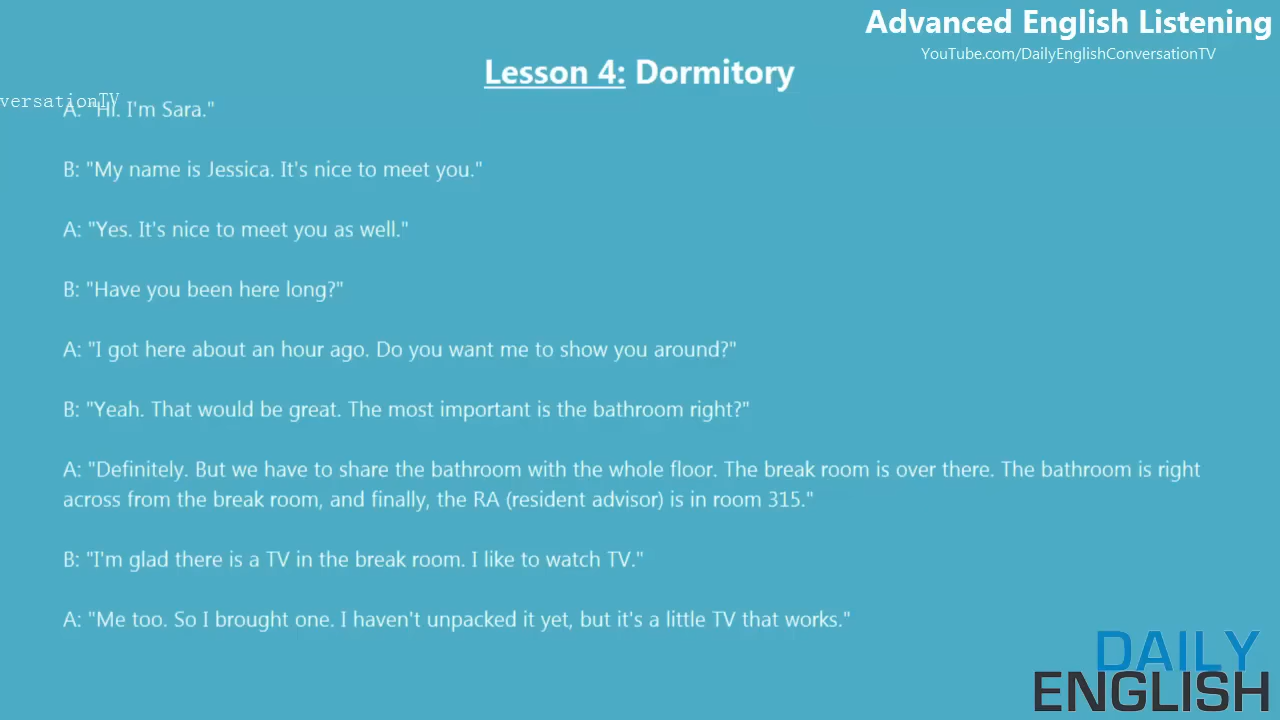 Advanced English Listening
YouTube.com/DailyEnglishConversationTV
Lesson 4: Dormitory
versationTV
A: "Hi. I'm Sara."
B: "My name is Jessica. It's nice to meet you."
A: "Yes. It's nice to meet you as well."
B: "Have you been here long?"
A: "I got here about an hour ago. Do you want me to show you around?"
B: "Yeah. That would be great. The most important is the bathroom right?"
A: "Definitely. But we have to share the bathroom with the whole floor. The break room is over there. The bathroom is right
across from the break room, and finally, the RA (resident advisor) is in room 315."
B: "I'm glad there is a TV in the break room. I like to watch TV."
A: "Me too. So I brought one. I haven't unpacked it yet, but it's a little TV that works."
DAILY
ENGLISH